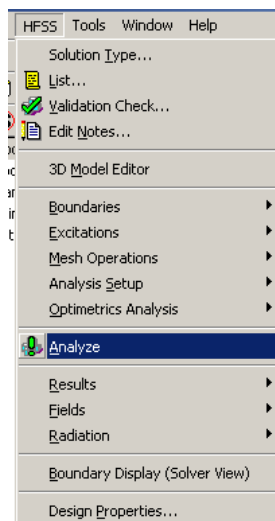 HFSS Tools Window Help
Solution Type...
List...
Validation Check...
Edit Notes...
3D Model Editor
Boundaries
Excitations
Mesh Operations
Analysis Setup
Optimetrics Analysis
Analyze
Results
Fields
Radiation
Boundary Display (Solver View)
Design Properties...